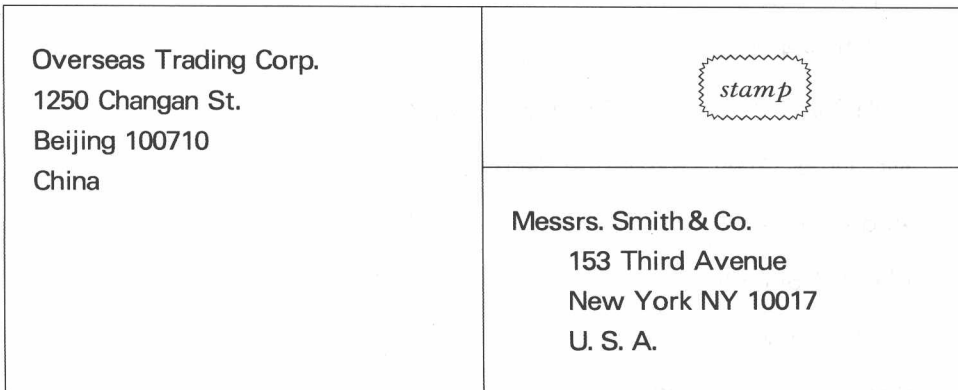 Overseas Trading Corp.
1250 Changan St.
Beijing 100710
China
stamp
Messrs. Smith & Co.
153 Third Avenue
New York NY 10017
U. S. A.